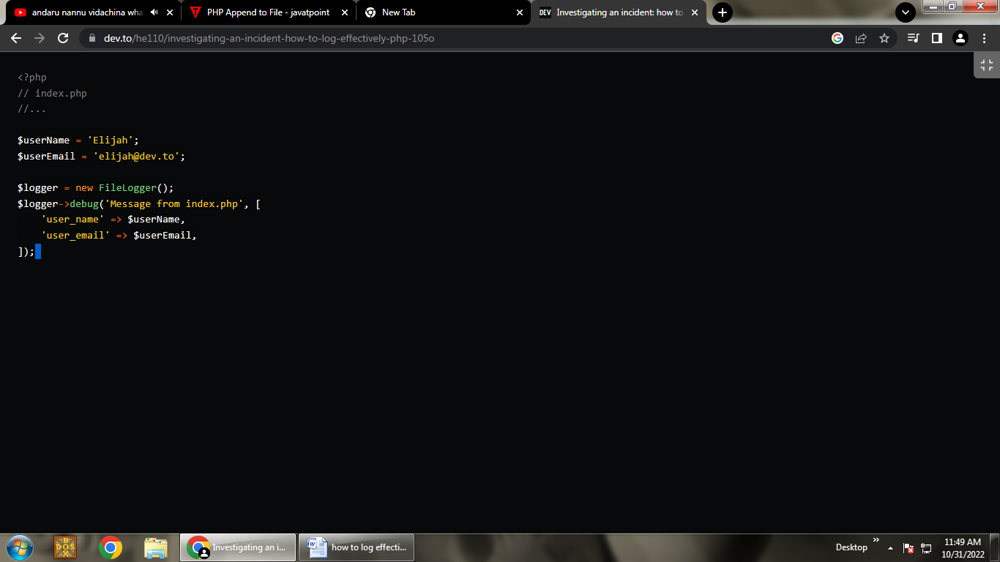 andaru nannu vidachina wha
PHP Append to File - javatpoint
New Tab
DEV Investigating an incident: how to
dev.to/he110/investigating-an-incident-how-to-log-effectively-php-105o
<?php
// index.php
//...
$userName = 'Elijah';
$userEmail = 'elijah@dev.to';
$logger = new FileLogger();
$logger->debug('Message from index.php', [
    'user_name' => $userName,
    'user_email' => $userEmail,
]);
DOS BOX
Investigating an i...
how to log effecti...
Desktop
11:49 AM
10/31/2022